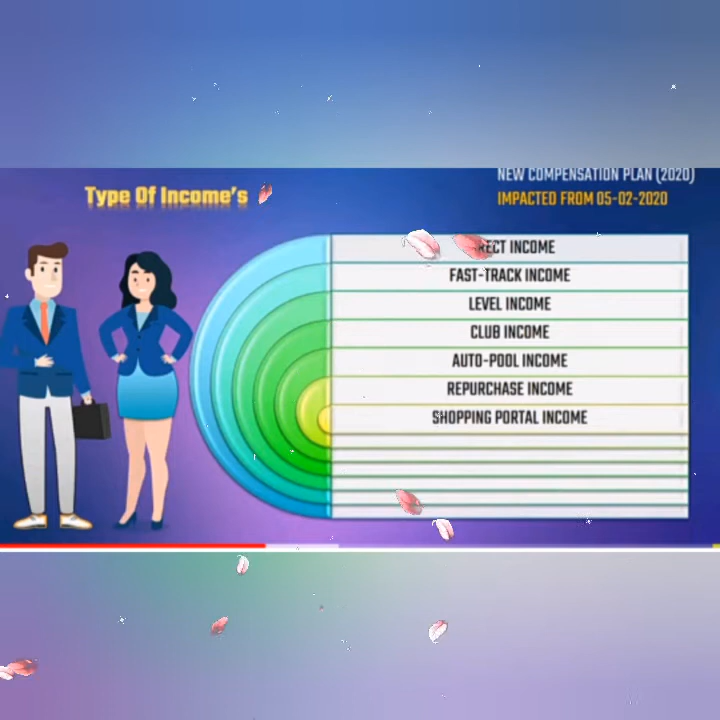 NEW COMPENSATION PLAN (2020)
Type Of Income's
IMPACTED FROM 05-02-2020
INCOME
FAST-TRACK INCOME
LEVEL INCOME
CLUB INCOME
AUTO-POOL INCOME
REPURCHASE INCOME
SHOPPING PORTAL INCOME